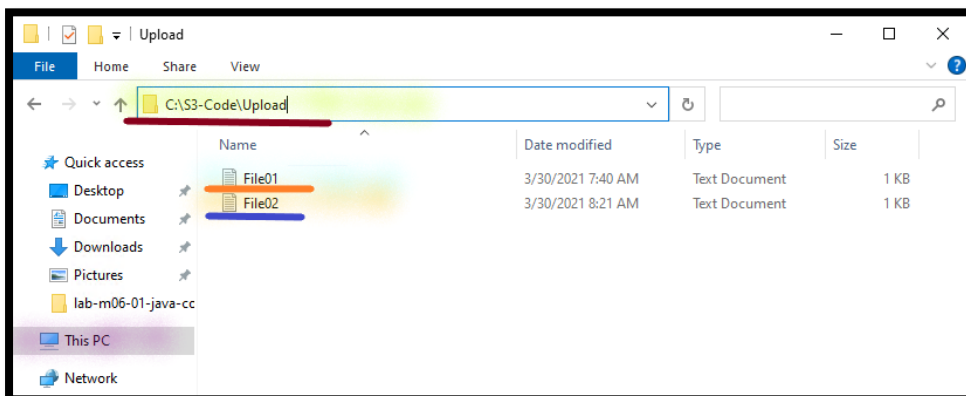 Upload
File Home Share View
C:\S3-Code\Upload
Name Date modified Type Size
Quick access
File01 3/30/2021 7:40 AM Text Document 1 KB
Desktop
File02 3/30/2021 8:21 AM Text Document 1 KB
Documents
Downloads
Pictures
lab-m06-01-java-cc
This PC
Network